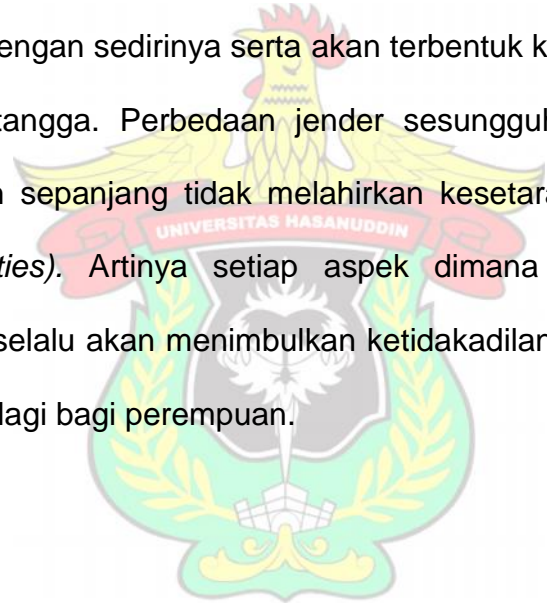 engan sedirinya serta akan terbentuk k
tangga. Perbedaan jender sesungguh
sepanjang tidak melahirkan kesetara
UNIVERSITAS HASANUDDIN
ties). Artinya setiap aspek dimana
selalu akan menimbulkan ketidakadilan
lagi bagi perempuan.